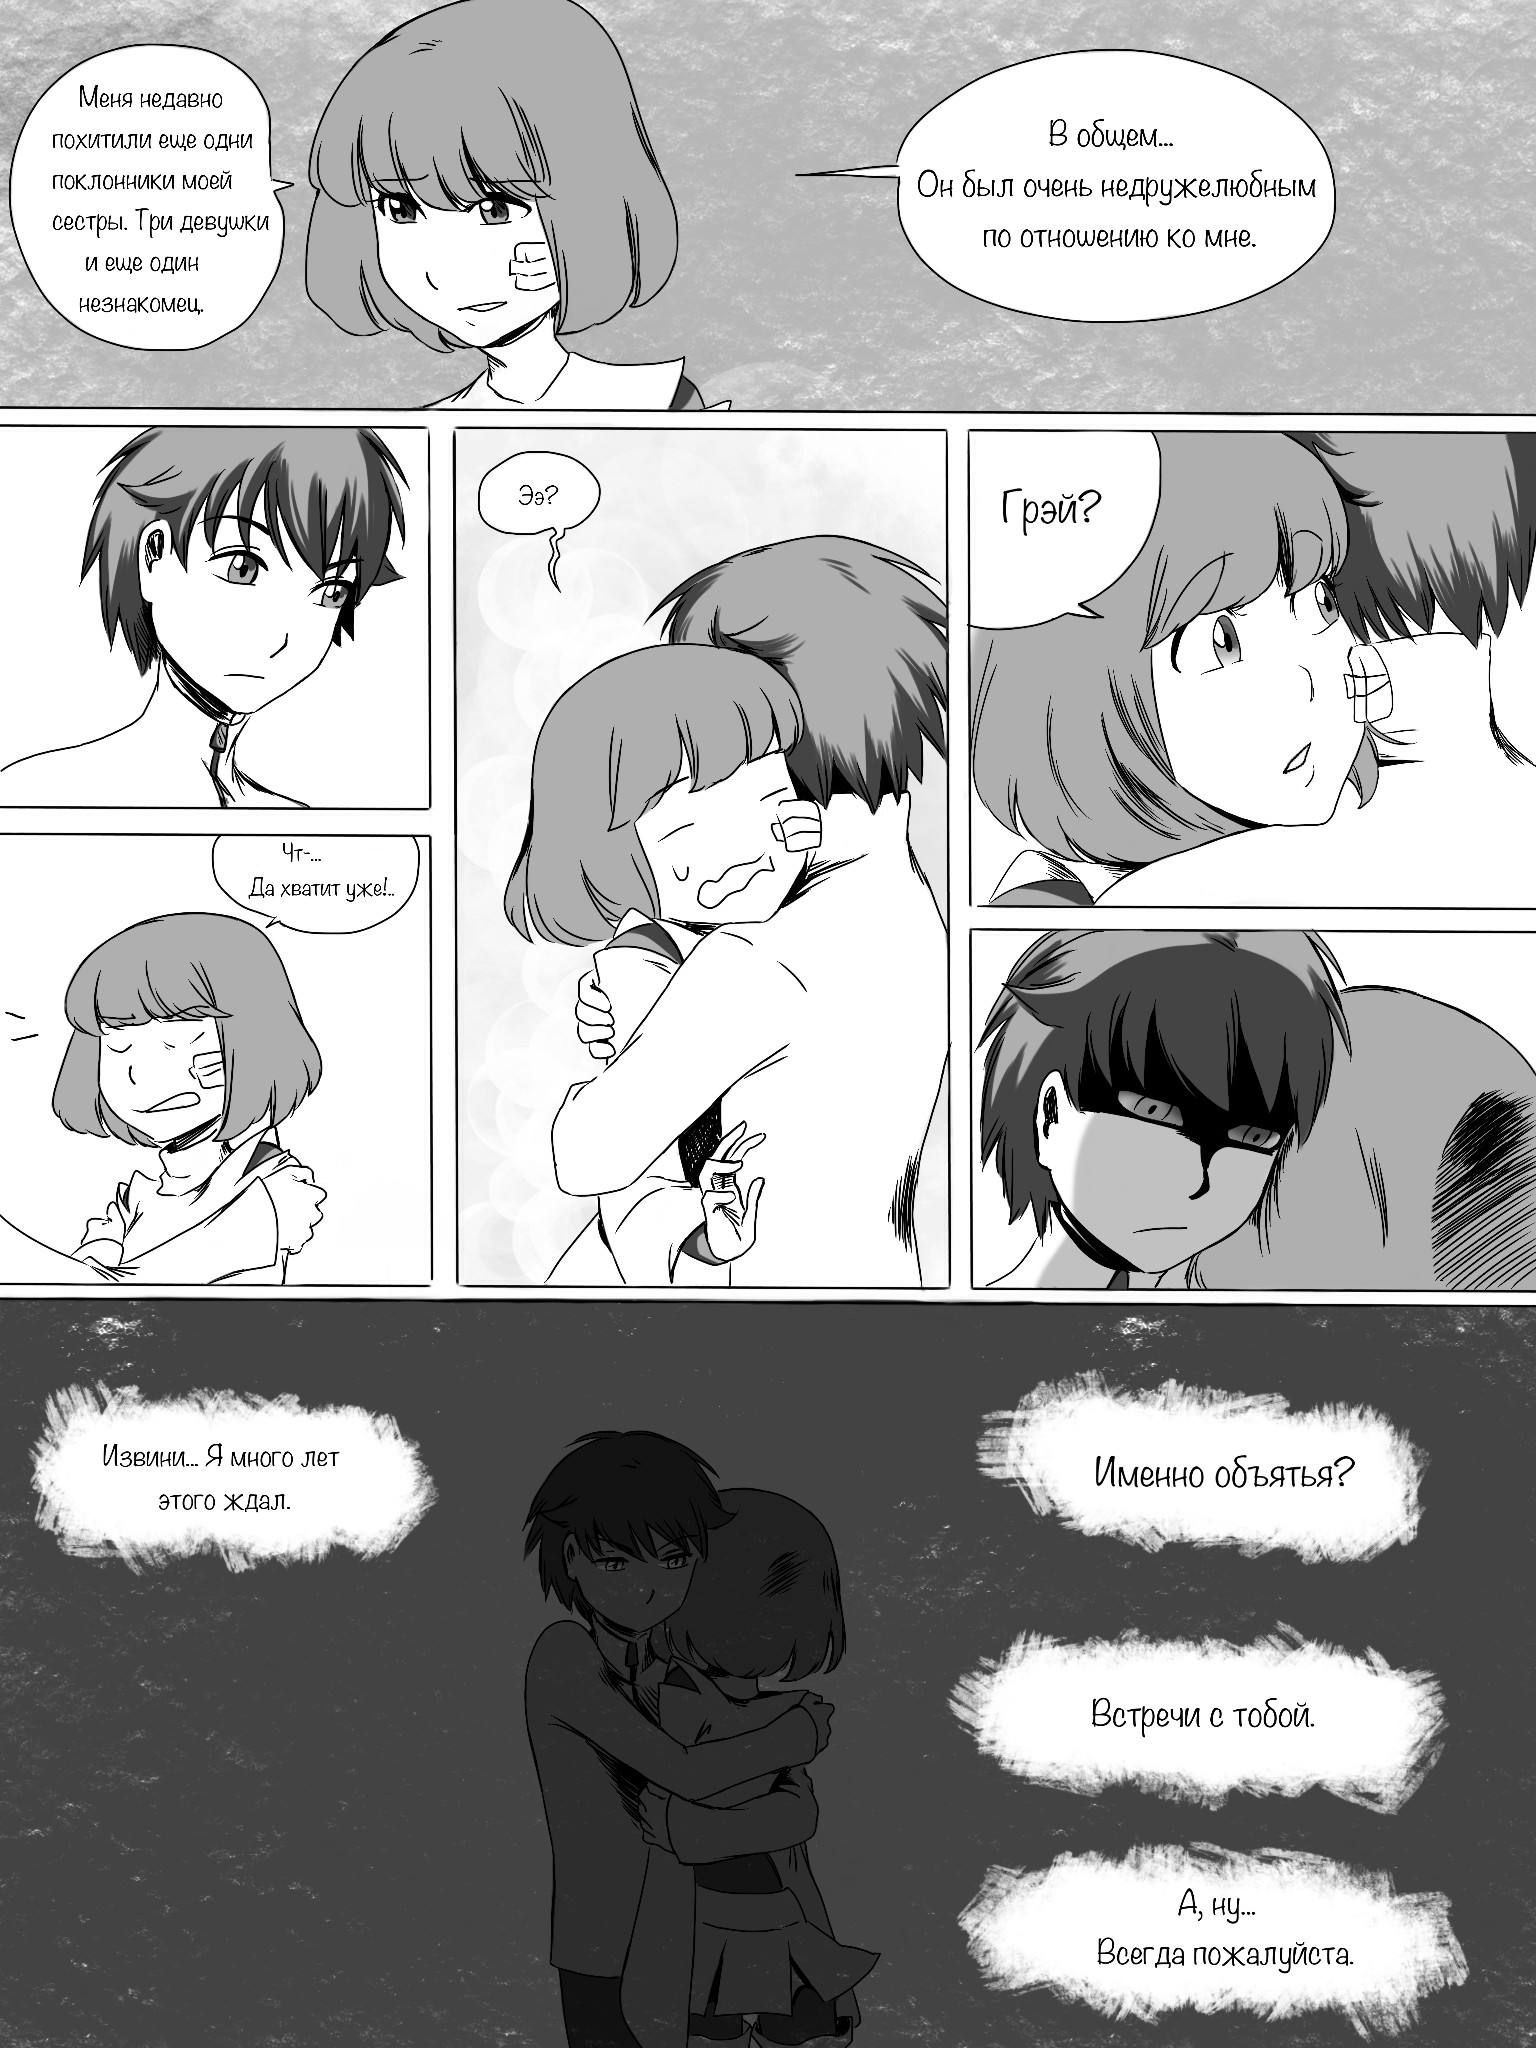 Меня недавно
похитили еще одни
поклонники моей
сестры. Три девушки
и еще один
незнакомец.
В общем...
Он был очень недружелюбным
по отношению ко мне.
Ээ?
Грэй?
Чт-...
Да хватит уже!..
Извини... Я много лет
этого ждал.
Именно объятья?
Встречи с тобой.
А, ну...
Всегда пожалуйста.